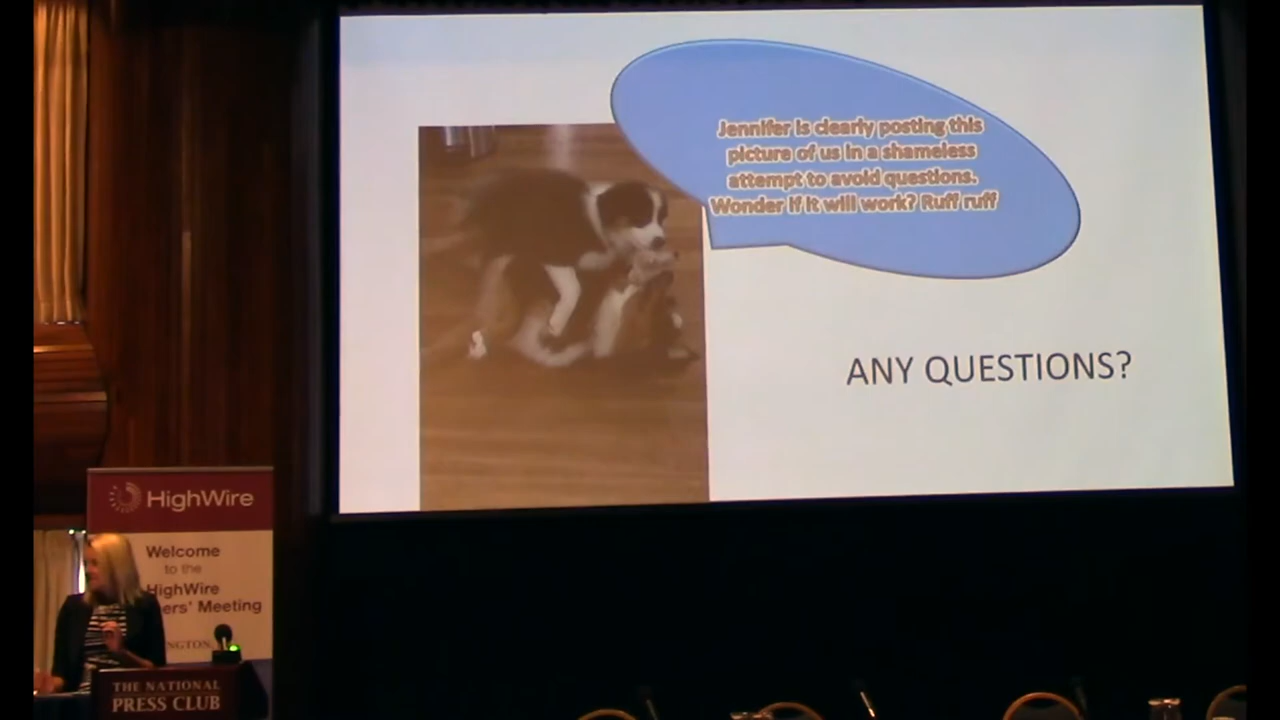 Jennifer is clearly posting this
picture of us in a shameless
attempt to avoid questions.
Wonder if it will work? Ruff ruff
ANY QUESTIONS?
HighWire
Welcome
to the
HighWire
ers' Meeting
NGTON
THE NATIONAL
PRESS CLUB